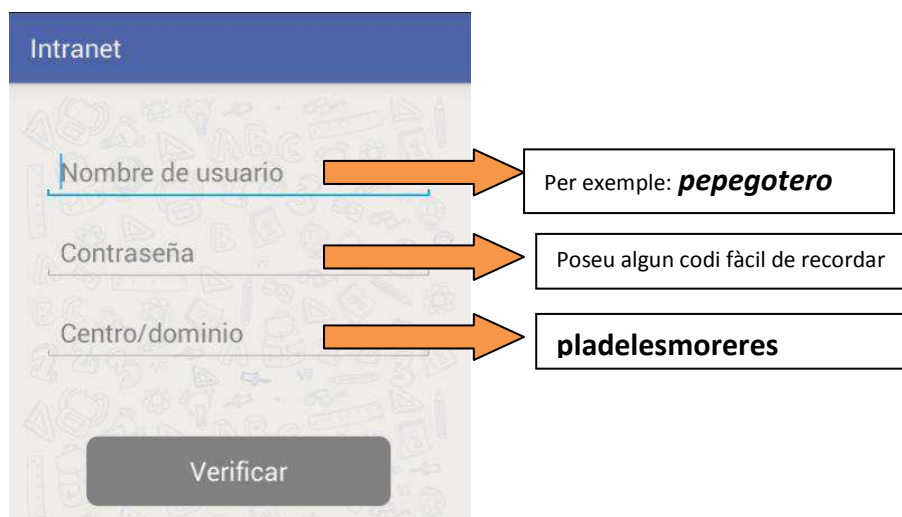 Intranet
Nombre de usuario
Per exemple: pepegotero
Contraseña
Poseu algun codi fàcil de recordar
Centro/dominio
pladelesmoreres
Verificar